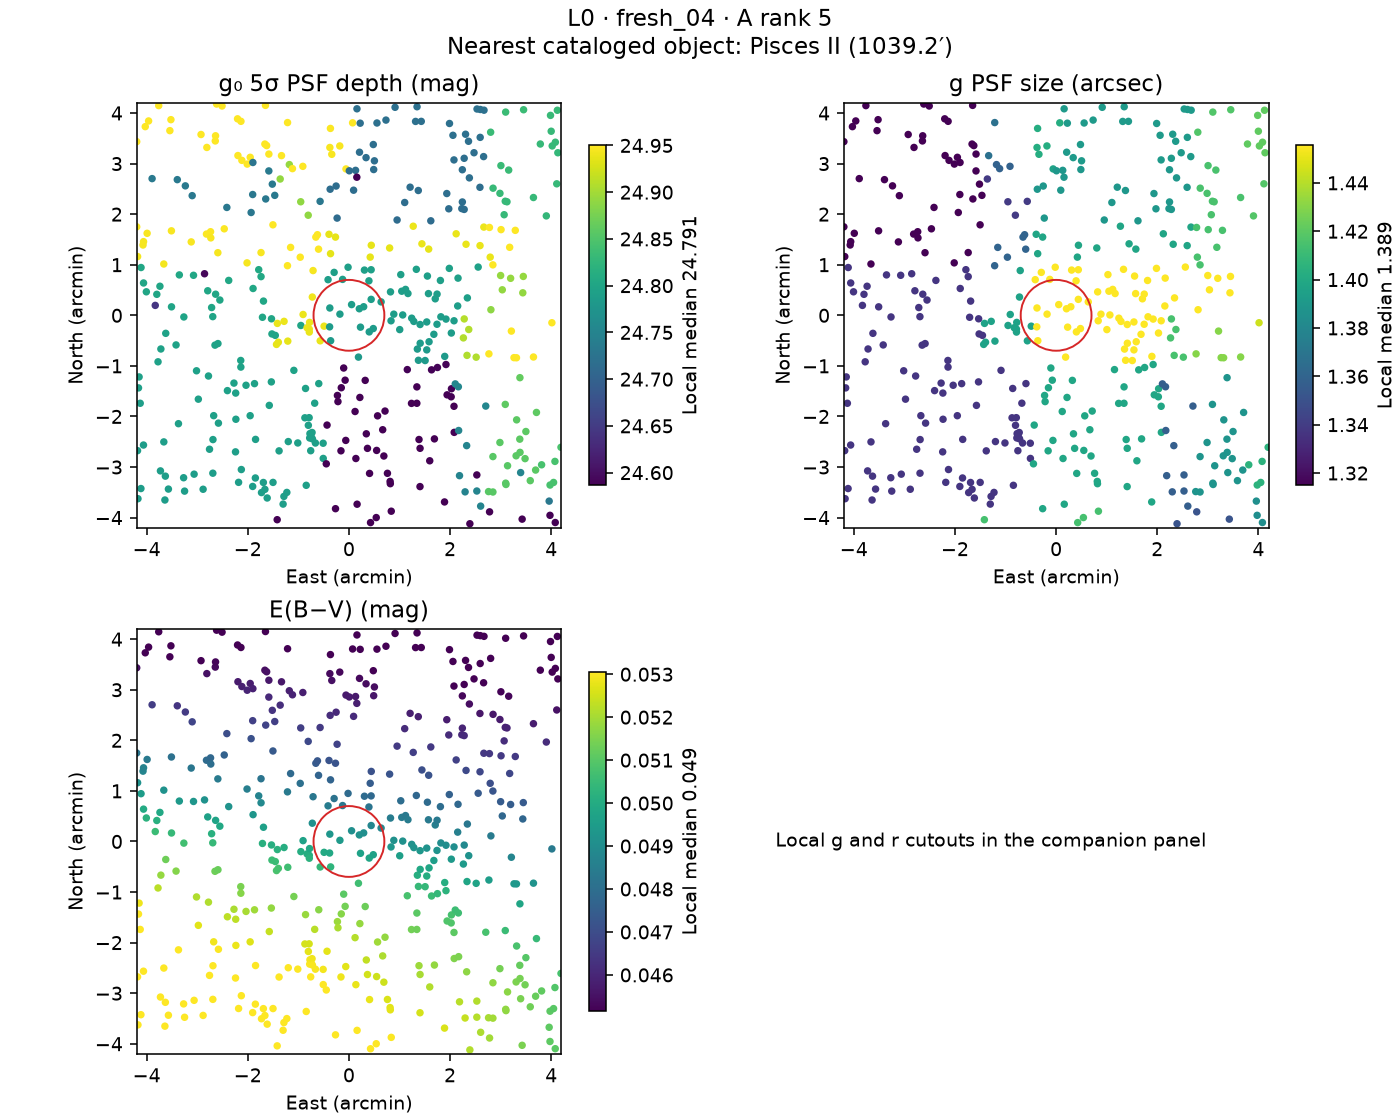 L0 · fresh_04 · A rank 5
Nearest cataloged object: Pisces II (1039.2′)
g₀ 5σ PSF depth (mag)
4
3
2
1
0
−1
−2
−3
−4
North (arcmin)
−4 −2 0 2 4
East (arcmin)
24.95
24.90
24.85
24.80
24.75
24.70
24.65
24.60
Local median 24.791
g PSF size (arcsec)
4
3
2
1
0
−1
−2
−3
−4
North (arcmin)
−4 −2 0 2 4
East (arcmin)
1.44
1.42
1.40
1.38
1.36
1.34
1.32
Local median 1.389
E(B−V) (mag)
4
3
2
1
0
−1
−2
−3
−4
North (arcmin)
−4 −2 0 2 4
East (arcmin)
0.053
0.052
0.051
0.050
0.049
0.048
0.047
0.046
Local median 0.049
Local g and r cutouts in the companion panel